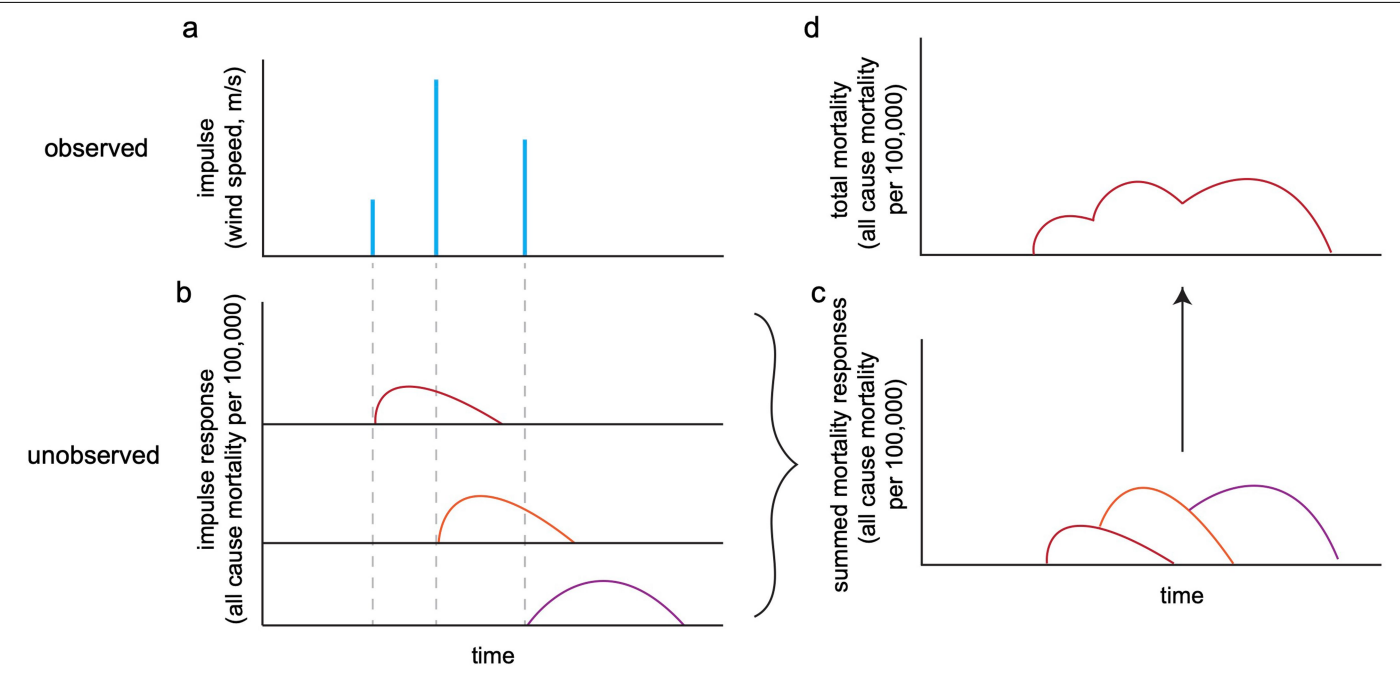 a
observed
impulse
(wind speed, m/s)
b
unobserved
impulse response
(all cause mortality per 100,000)
time
d
total mortality
(all cause mortality
per 100,000)
c
summed mortality responses
(all cause mortality
per 100,000)
time